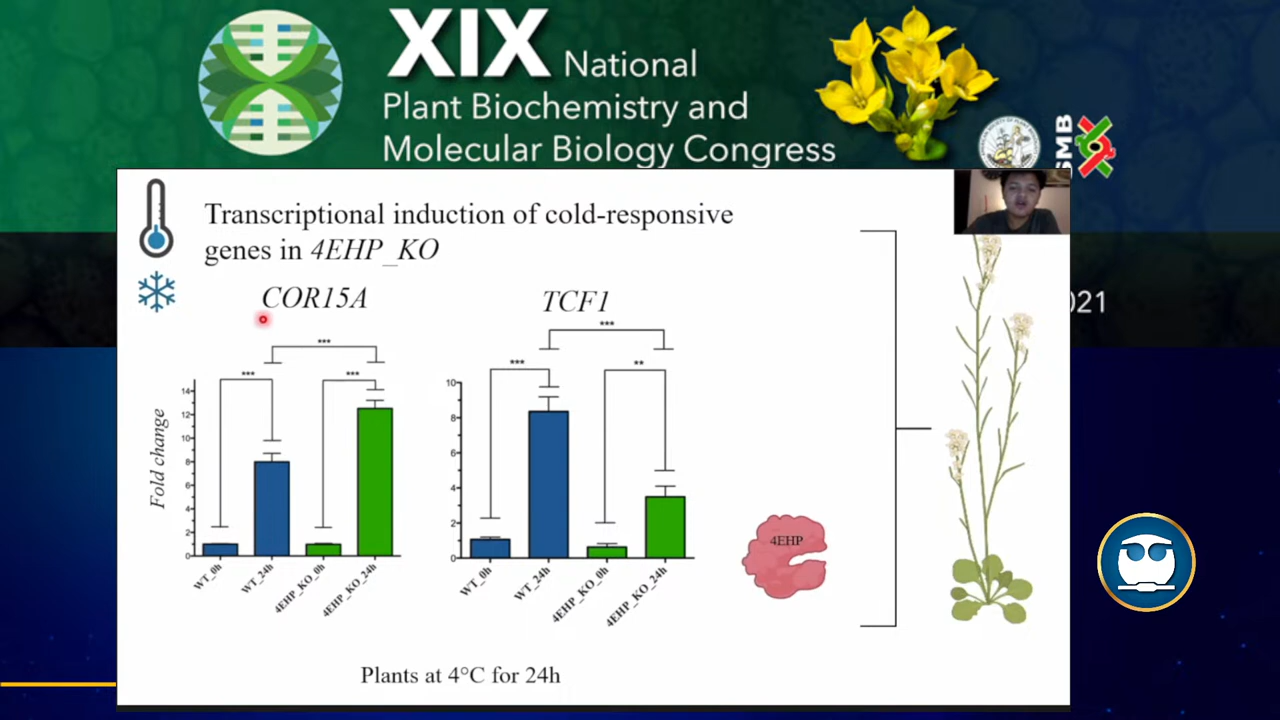 XIX National
Plant Biochemistry and
Molecular Biology Congress
SMB
021
Transcriptional induction of cold-responsive
genes in 4EHP_KO
COR15A
TCF1
***
***
***
***
***
**
Fold change
14
12
10
8
6
4
2
0
10
8
6
4
2
0
WT_0h
WT_24h
4EHP_KO_0h
4EHP_KO_24h
WT_0h
WT_24h
4EHP_KO_0h
4EHP_KO_24h
4EHP
Plants at 4°C for 24h